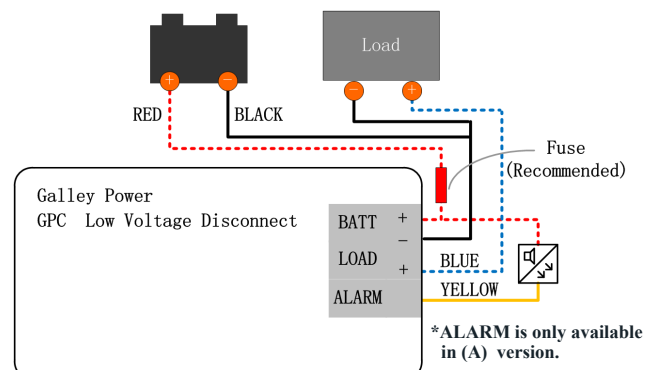 Load
+
−
−
+
RED
BLACK
Fuse
(Recommended)
Galley Power
GPC Low Voltage Disconnect
BATT +
−
LOAD
+
BLUE
ALARM
YELLOW
*ALARM is only available
in (A) version.